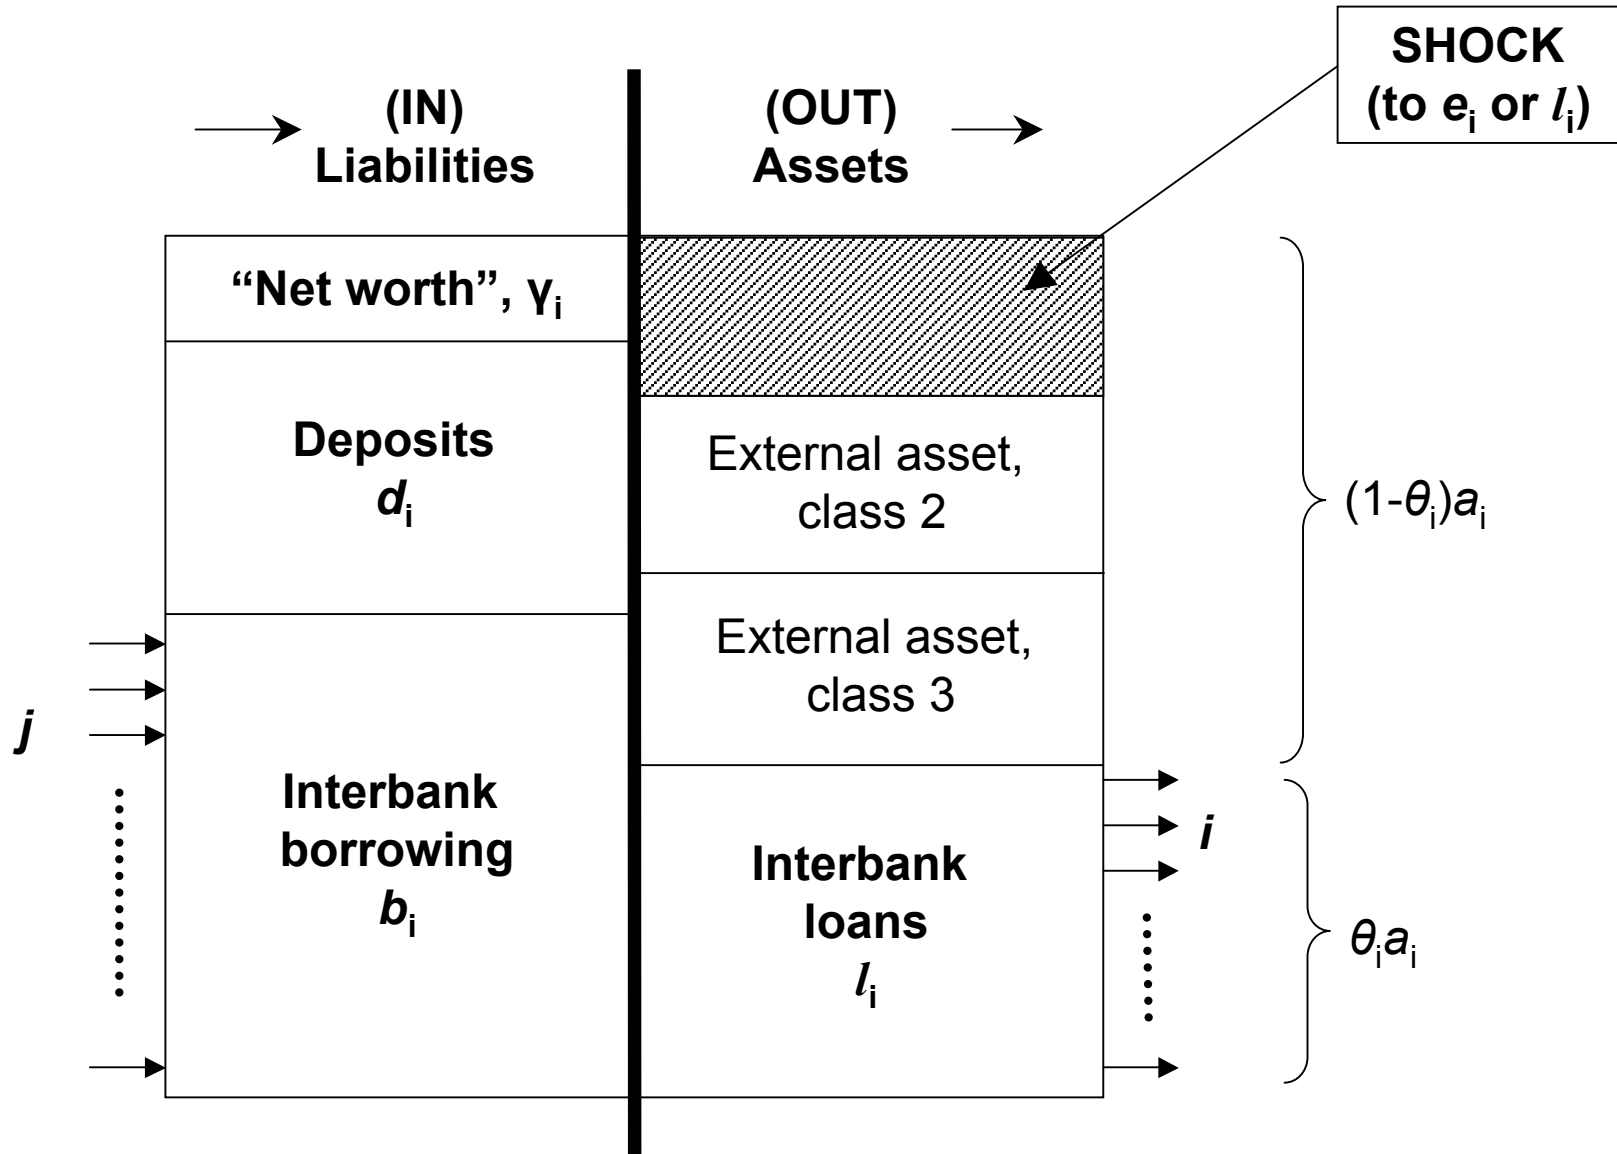 SHOCK
(to eᵢ or lᵢ)
(IN)
Liabilities
(OUT)
Assets
“Net worth”, γᵢ
Deposits
dᵢ
External asset,
class 2
(1-θᵢ)aᵢ
External asset,
class 3
j
Interbank
borrowing
bᵢ
i
Interbank
loans
lᵢ
θᵢaᵢ